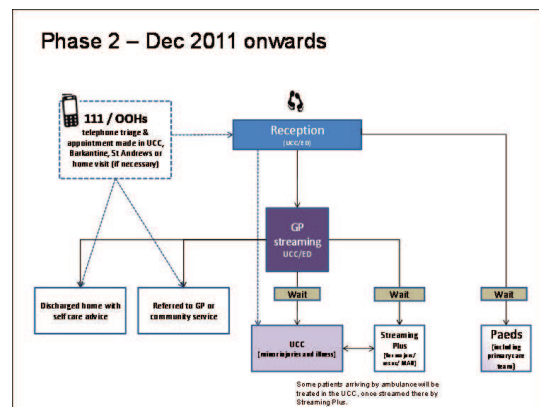 Phase 2 – Dec 2011 onwards
111 / OOHs
telephone triage &
appointment made in UCC,
Barkantine, St Andrews or
home visit (if necessary)
Reception
(UCC/ED)
GP
streaming
UCC/ED
Discharged home with
self care advice
Referred to GP or
community service
Wait
Wait
Wait
UCC
(minor injuries and illness)
Streaming
Plus
(for major/
Paeds
(including
primary care
team)
Some patients arriving by ambulance will be
treated in the UCC, once streamed there by
Streaming Plus.